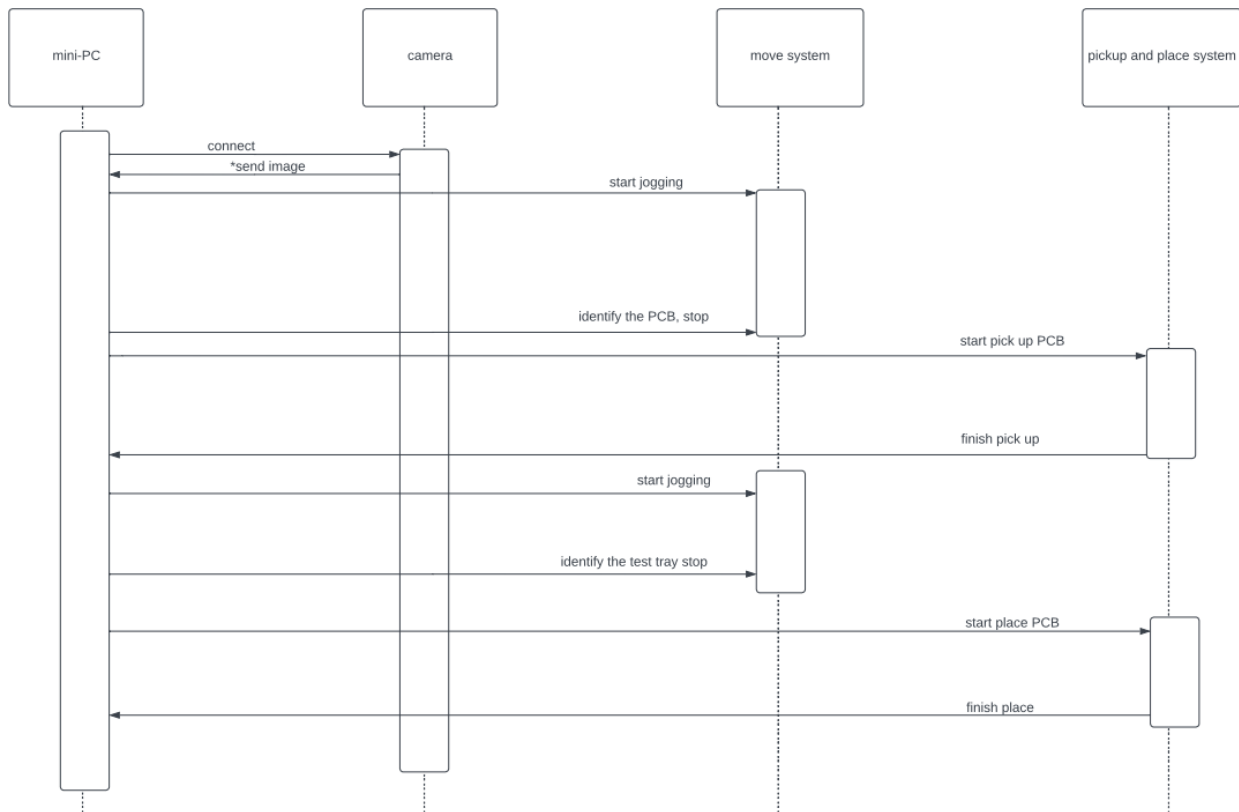 mini-PC
camera
move system
pickup and place system
connect
*send image
start jogging
identify the PCB, stop
start pick up PCB
finish pick up
start jogging
identify the test tray stop
start place PCB
finish place